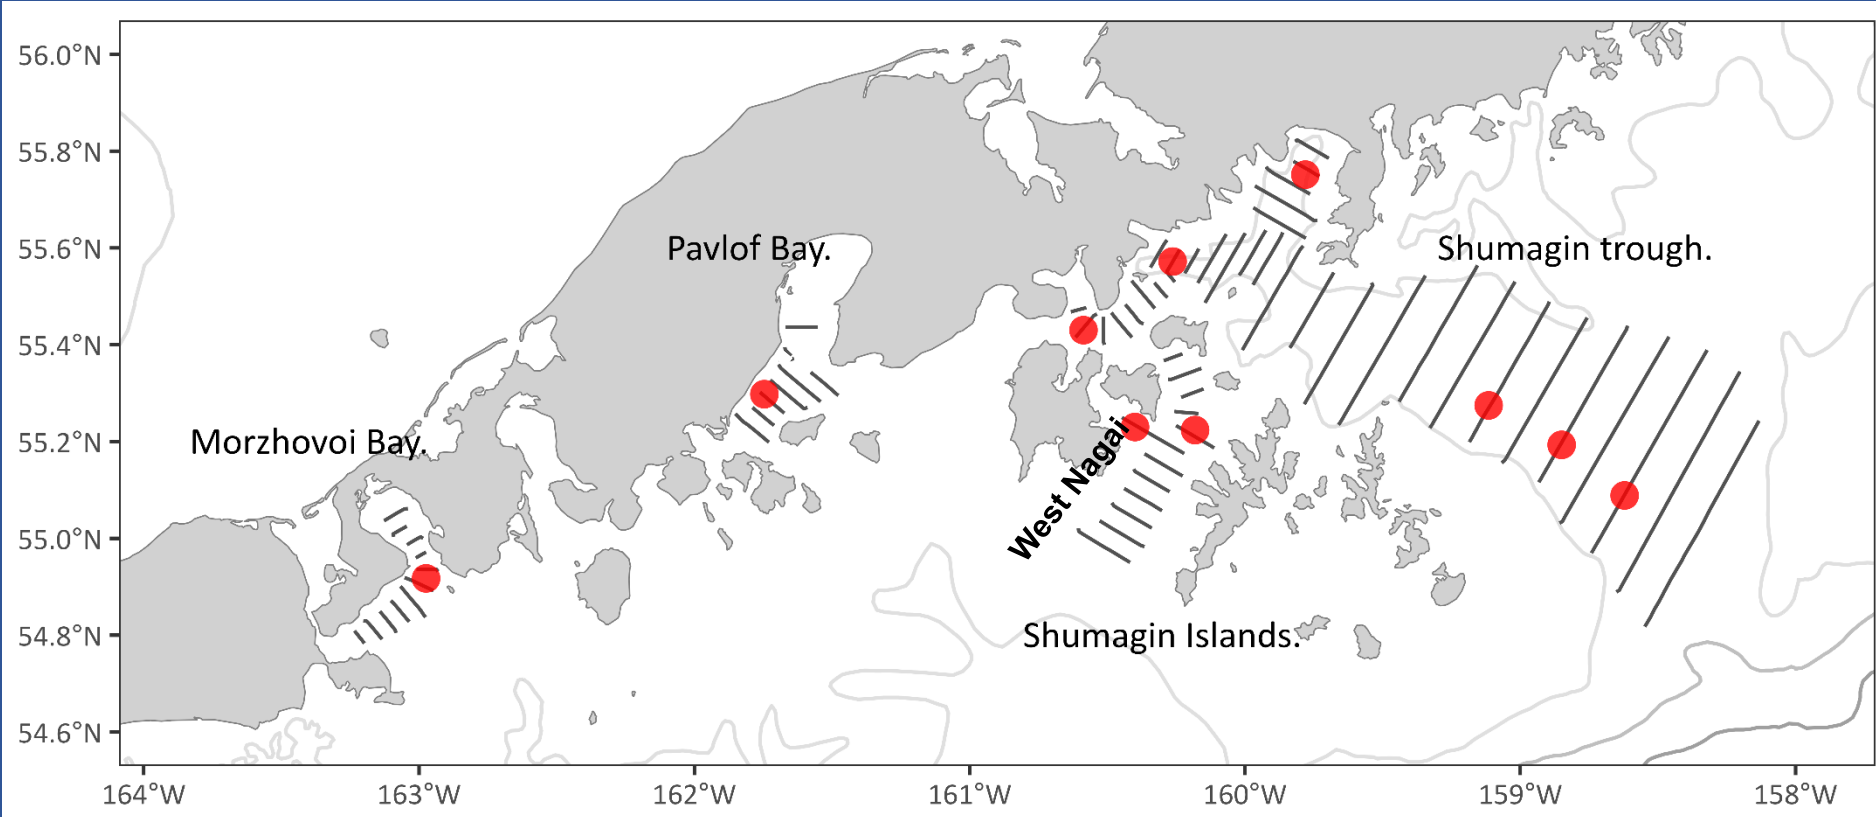 56.0°N
55.8°N
55.6°N
55.4°N
55.2°N
55.0°N
54.8°N
54.6°N
Pavlof Bay.
Shumagin trough.
Morzhovoi Bay.
West Nagai
Shumagin Islands.
164°W
163°W
162°W
161°W
160°W
159°W
158°W